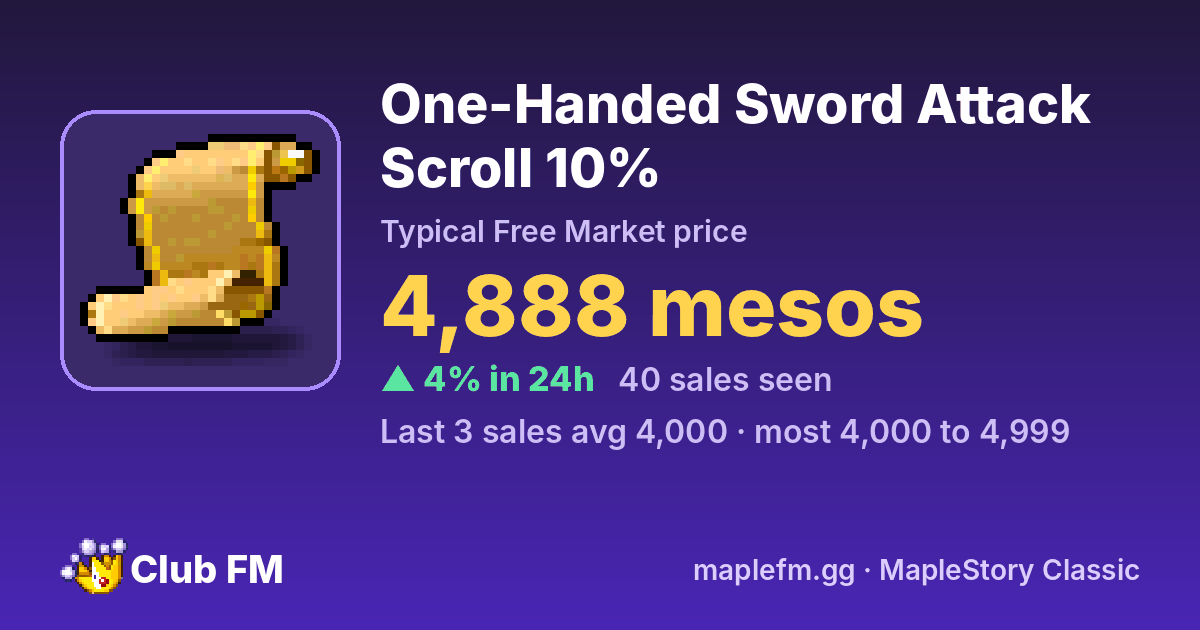 One-Handed Sword Attack
Scroll 10%
Typical Free Market price
4,888 mesos
▲ 4% in 24h 40 sales seen
Last 3 sales avg 4,000 · most 4,000 to 4,999
Club FM
maplefm.gg · MapleStory Classic